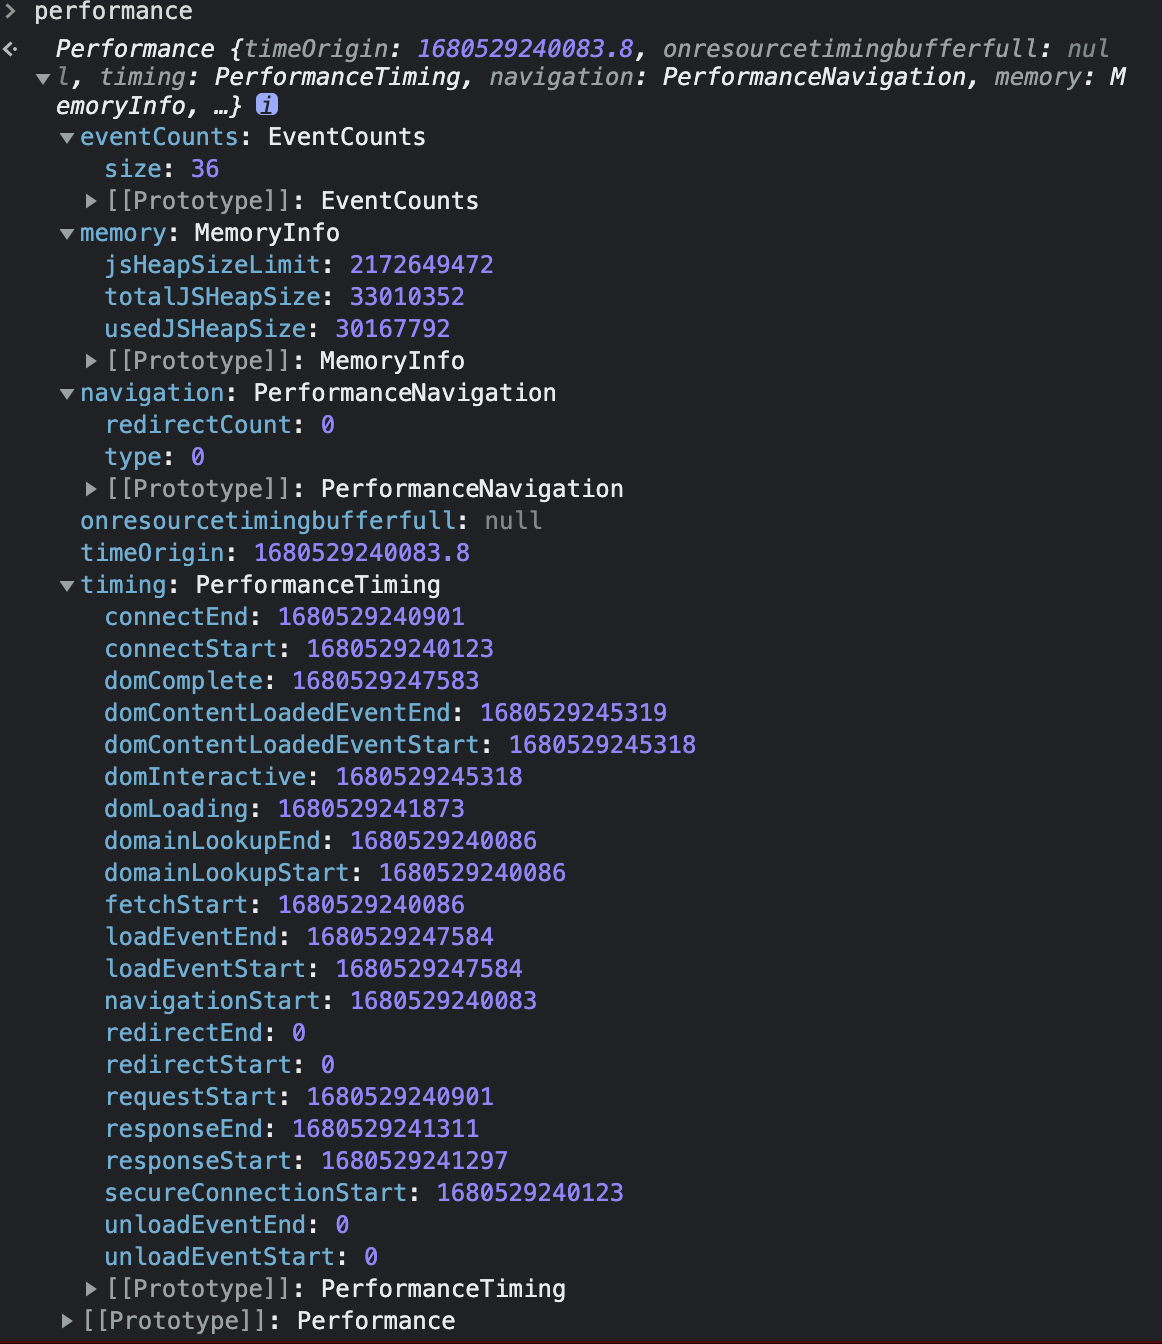 > performance
Performance {timeOrigin: 1680529240083.8, onresourcetimingbufferfull: nul
▼l, timing: PerformanceTiming, navigation: PerformanceNavigation, memory: M
emoryInfo, …} i
▼eventCounts: EventCounts
size: 36
▶[[Prototype]]: EventCounts
▼memory: MemoryInfo
jsHeapSizeLimit: 2172649472
totalJSHeapSize: 33010352
usedJSHeapSize: 30167792
▶[[Prototype]]: MemoryInfo
▼navigation: PerformanceNavigation
redirectCount: 0
type: 0
▶[[Prototype]]: PerformanceNavigation
onresourcetimingbufferfull: null
timeOrigin: 1680529240083.8
▼timing: PerformanceTiming
connectEnd: 1680529240901
connectStart: 1680529240123
domComplete: 1680529247583
domContentLoadedEventEnd: 1680529245319
domContentLoadedEventStart: 1680529245318
domInteractive: 1680529245318
domLoading: 1680529241873
domainLookupEnd: 1680529240086
domainLookupStart: 1680529240086
fetchStart: 1680529240086
loadEventEnd: 1680529247584
loadEventStart: 1680529247584
navigationStart: 1680529240083
redirectEnd: 0
redirectStart: 0
requestStart: 1680529240901
responseEnd: 1680529241311
responseStart: 1680529241297
secureConnectionStart: 1680529240123
unloadEventEnd: 0
unloadEventStart: 0
▶[[Prototype]]: PerformanceTiming
▶[[Prototype]]: Performance